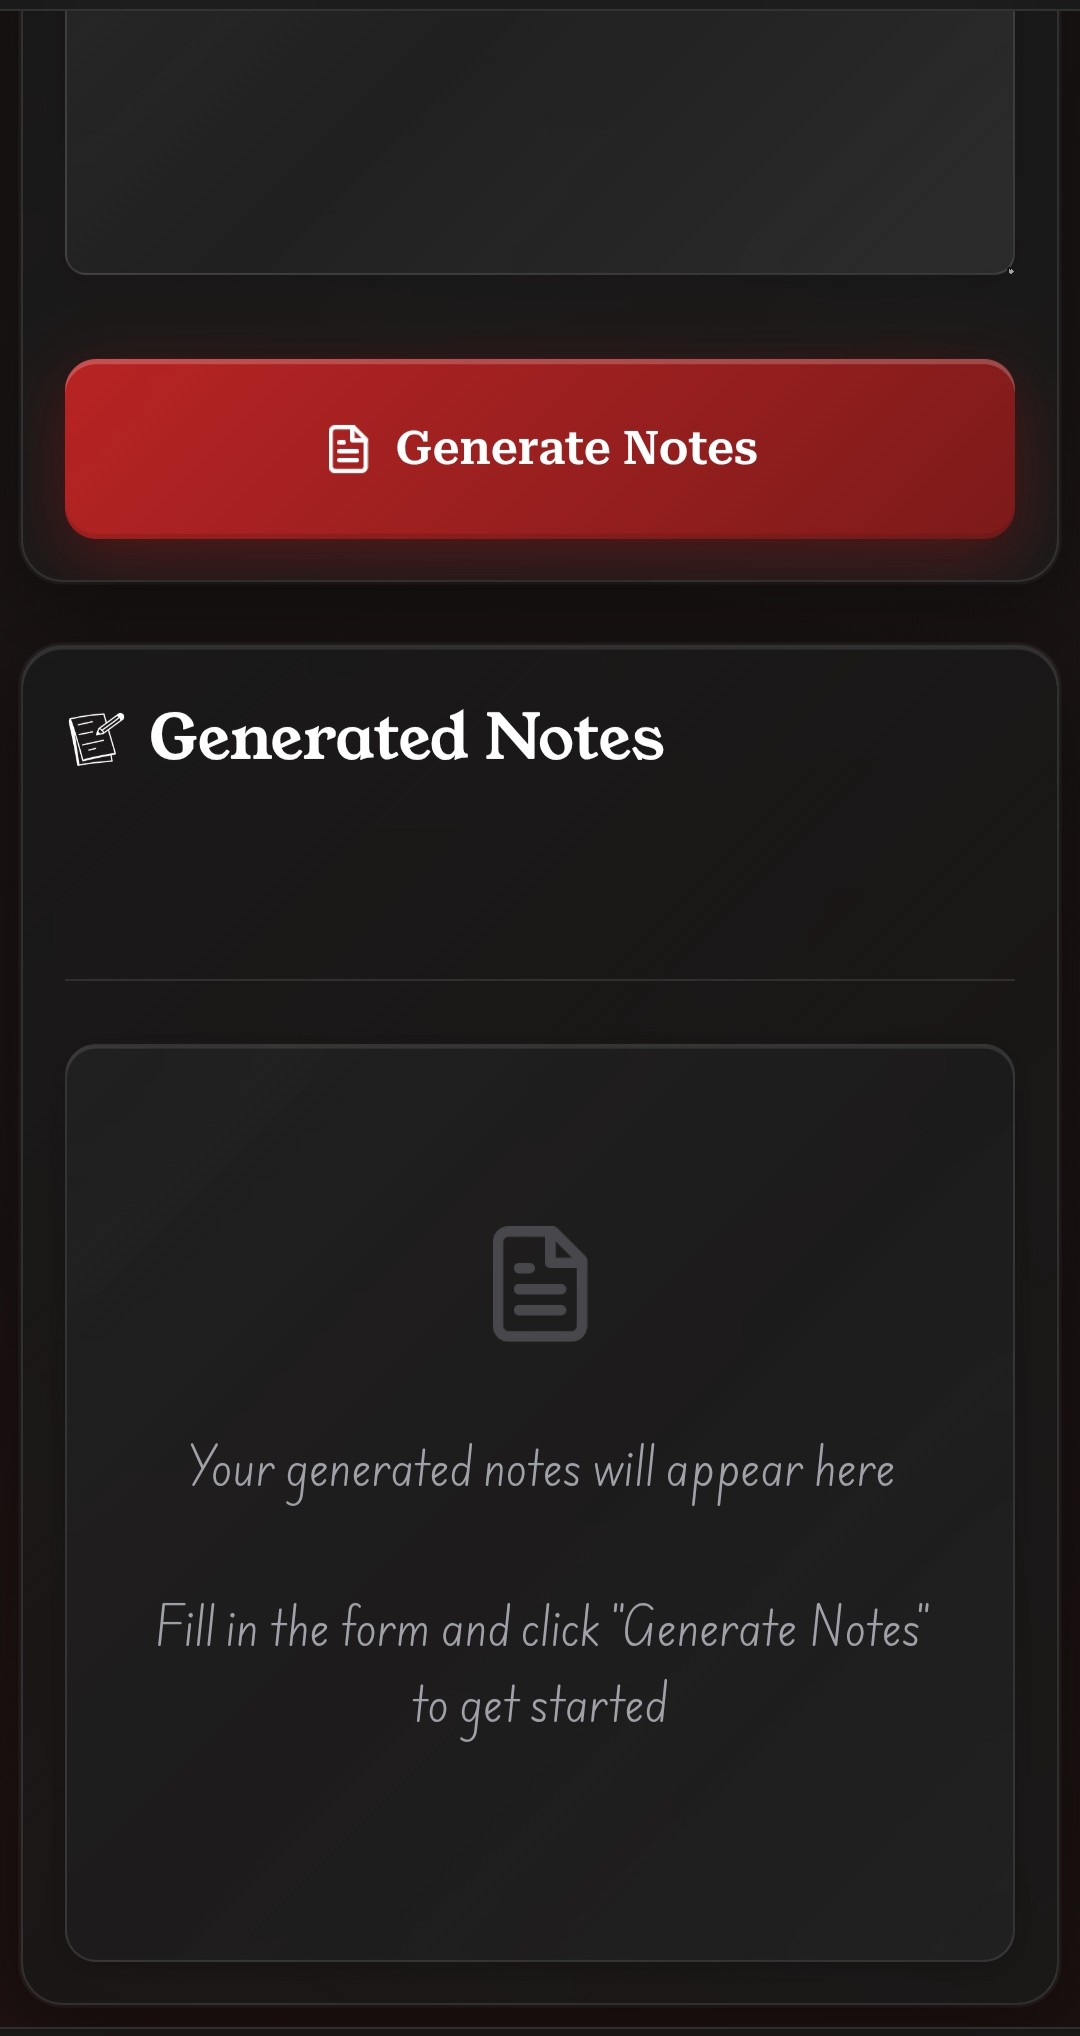 Generate Notes
Generated Notes
Your generated notes will appear here
Fill in the form and click "Generate Notes"
to get started